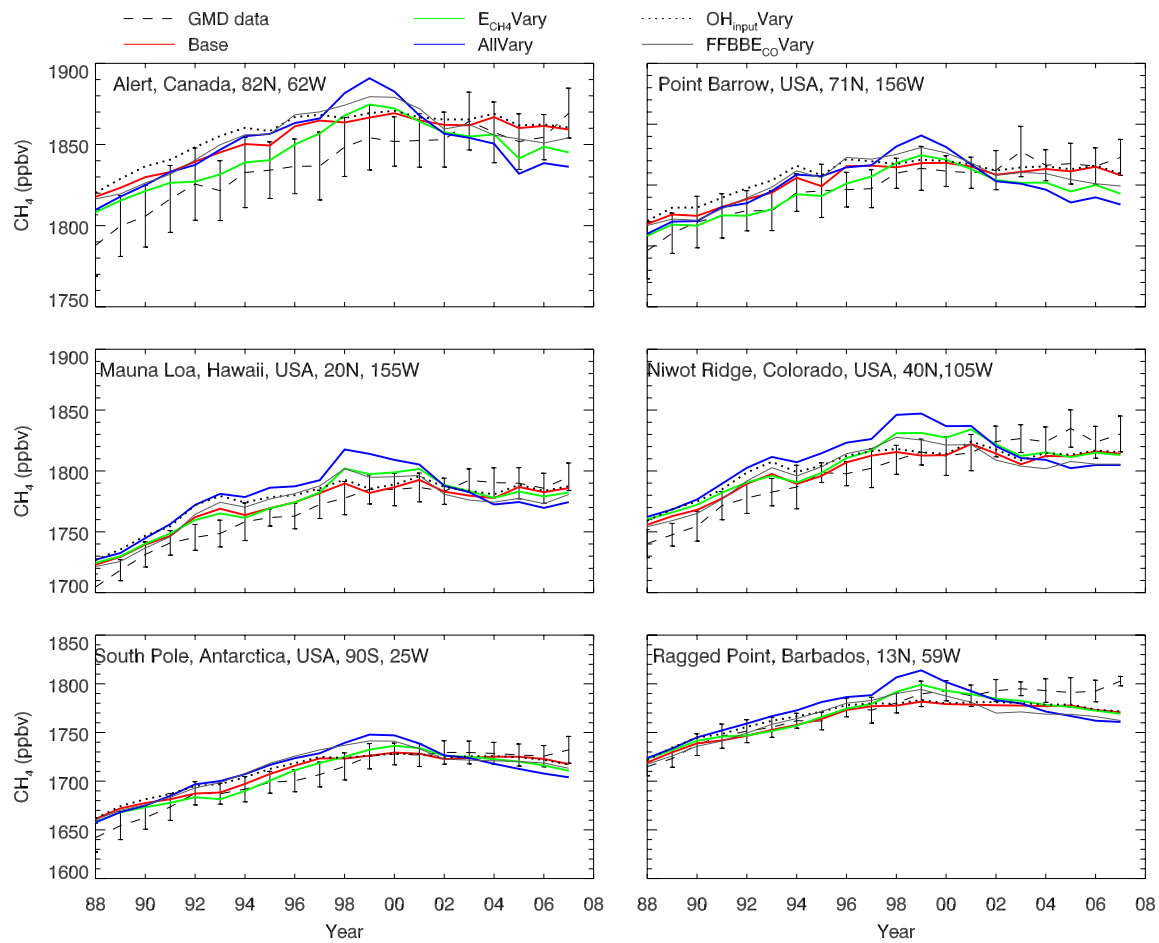 GMD data
E_CH4Vary
OH_inputVary
Base
AllVary
FFBBE_COVary
Alert, Canada, 82N, 62W
Point Barrow, USA, 71N, 156W
CH4 (ppbv)
1900
1850
1800
1750
Mauna Loa, Hawaii, USA, 20N, 155W
Niwot Ridge, Colorado, USA, 40N,105W
CH4 (ppbv)
1900
1850
1800
1750
1700
South Pole, Antarctica, USA, 90S, 25W
Ragged Point, Barbados, 13N, 59W
CH4 (ppbv)
1850
1800
1750
1700
1650
1600
88 90 92 94 96 98 00 02 04 06 08
88 90 92 94 96 98 00 02 04 06 08
Year
Year